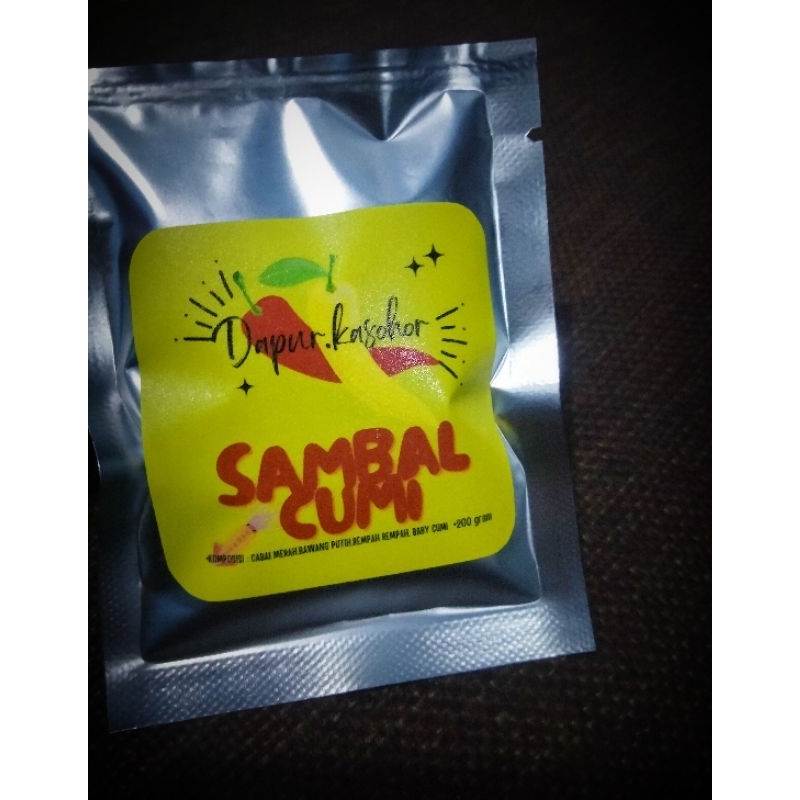 Dapur.kasohor
SAMBAL
CUMI
•KOMPOSISI : CABAI MERAH.BAWANG PUTIH.REMPAH REMPAH. BABY CUMI •200 gram